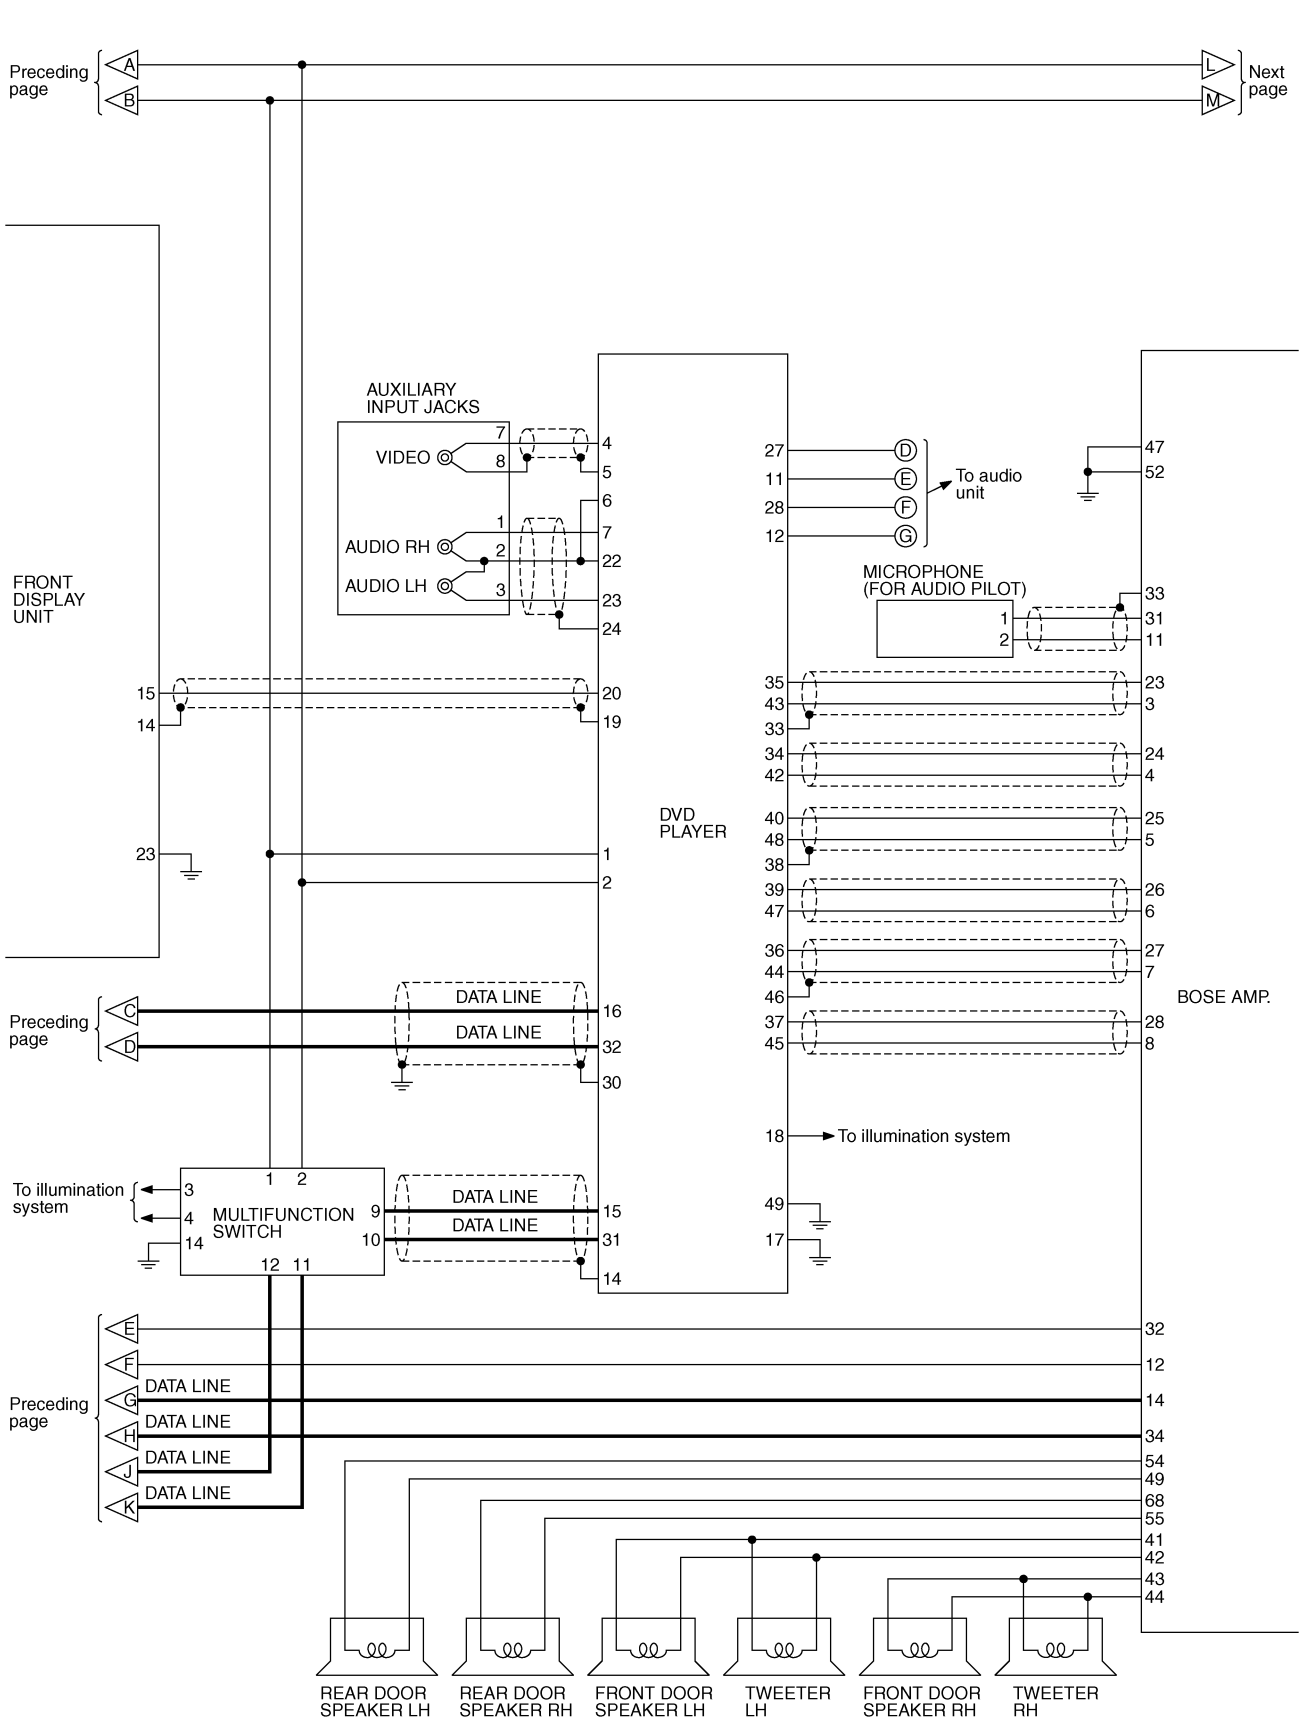 A
L
Preceding
page
Next
page
B
M
AUXILIARY
INPUT JACKS
7
4
VIDEO
8
5
6
1
7
AUDIO RH
2
22
AUDIO LH
3
23
24
27
D
11
E
To audio
unit
28
F
12
G
47
52
MICROPHONE
(FOR AUDIO PILOT)
33
1
31
2
11
FRONT
DISPLAY
UNIT
15
20
14
19
23
1
2
DVD
PLAYER
35
23
43
3
33
34
24
42
4
40
25
48
5
38
39
26
47
6
36
27
44
7
46
37
28
45
8
BOSE AMP.
C
DATA LINE
16
Preceding
page
D
DATA LINE
32
30
18
To illumination system
1
2
To illumination
system
3
4
14
MULTIFUNCTION
SWITCH
9
DATA LINE
15
10
DATA LINE
31
12
11
14
49
17
E
32
F
12
DATA LINE
G
14
Preceding
page
DATA LINE
H
34
DATA LINE
J
54
49
DATA LINE
K
68
55
41
42
43
44
REAR DOOR
SPEAKER LH
REAR DOOR
SPEAKER RH
FRONT DOOR
SPEAKER LH
TWEETER
LH
FRONT DOOR
SPEAKER RH
TWEETER
RH